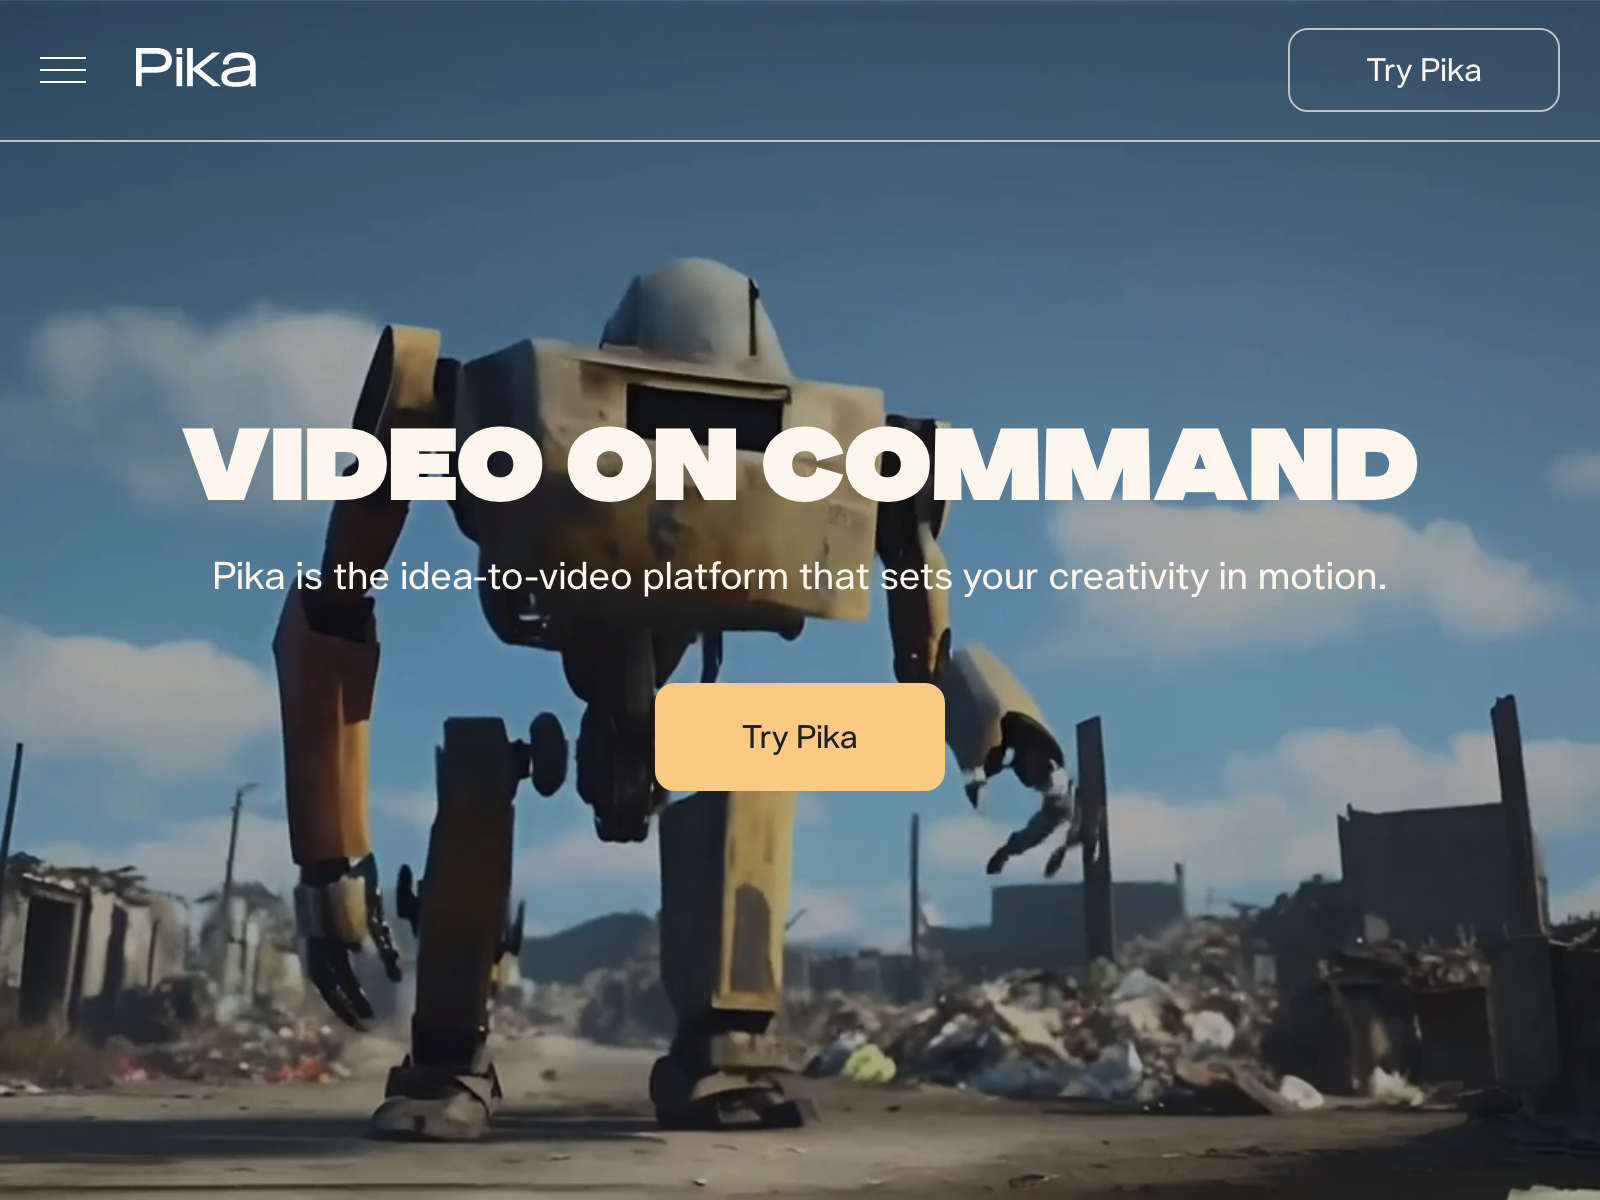 Pika
Try Pika
VIDEO ON COMMAND
Pika is the idea-to-video platform that sets your creativity in motion.
Try Pika